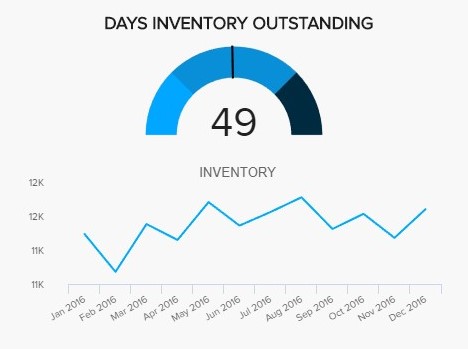 DAYS INVENTORY OUTSTANDING
49
INVENTORY
12K
12K
11K
11K
Jan 2016 Feb 2016 Mar 2016 Apr 2016 May 2016 Jun 2016 Jul 2016 Aug 2016 Sep 2016 Oct 2016 Nov 2016 Dec 2016